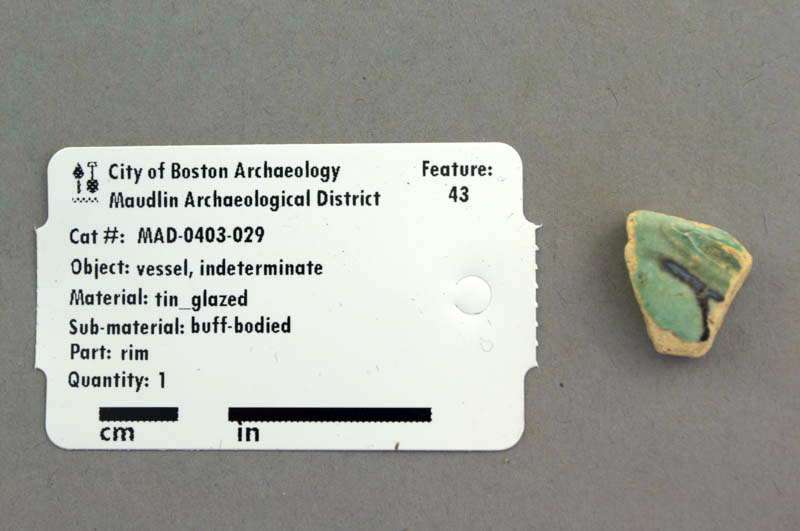 City of Boston Archaeology
Maudlin Archaeological District
Feature:
43
Cat #: MAD-0403-029
Object: vessel, indeterminate
Material: tin_glazed
Sub-material: buff-bodied
Part: rim
Quantity: 1
cm in